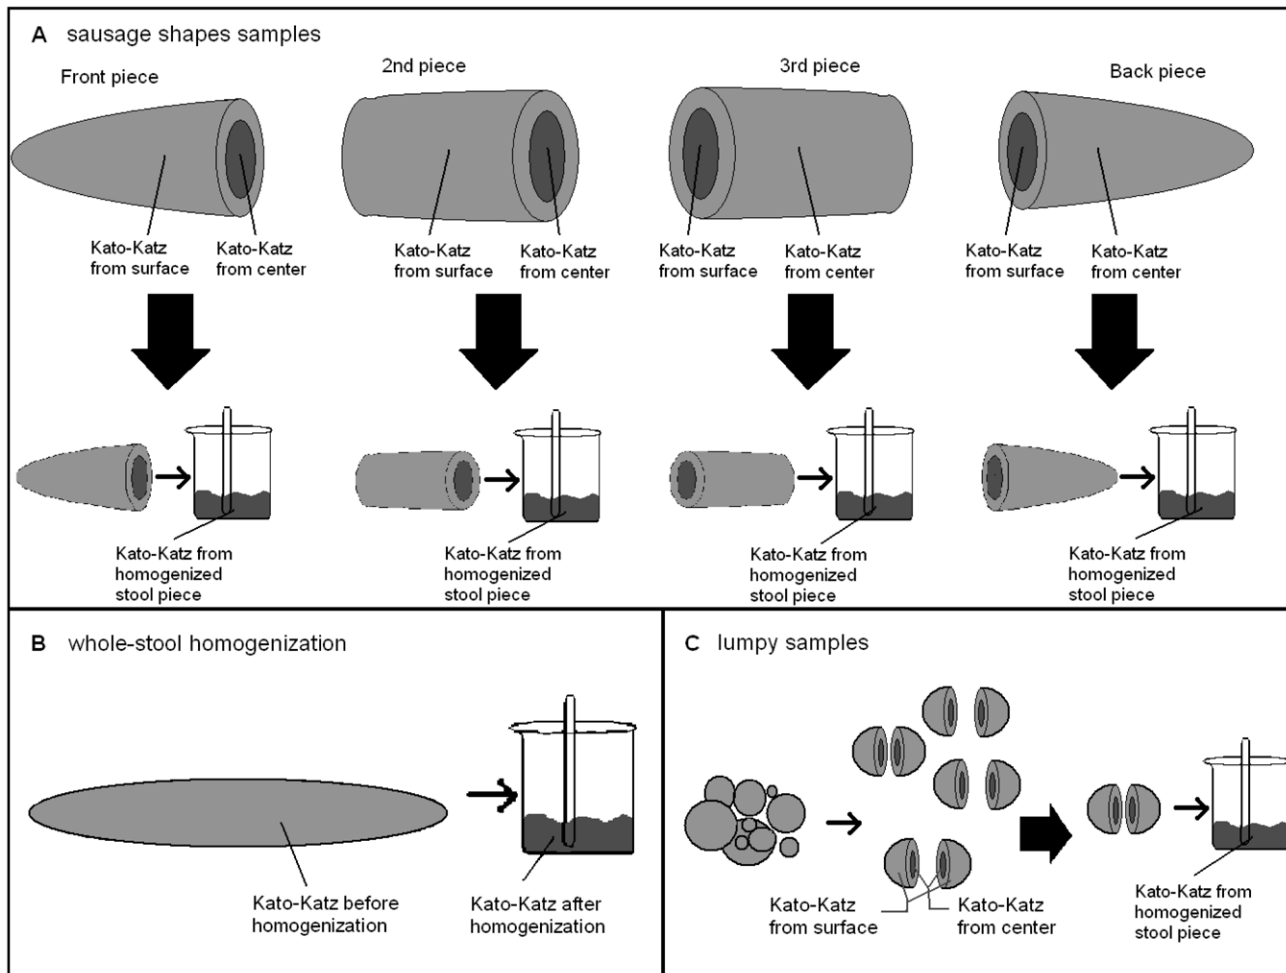 A sausage shapes samples
Front piece
2nd piece
3rd piece
Back piece
Kato-Katz
from surface
Kato-Katz
from center
Kato-Katz
from surface
Kato-Katz
from center
Kato-Katz
from surface
Kato-Katz
from center
Kato-Katz
from surface
Kato-Katz
from center
Kato-Katz from
homogenized
stool piece
Kato-Katz from
homogenized
stool piece
Kato-Katz from
homogenized
stool piece
Kato-Katz from
homogenized
stool piece
B whole-stool homogenization
Kato-Katz before
homogenization
Kato-Katz after
homogenization
C lumpy samples
Kato-Katz
from surface
Kato-Katz
from center
Kato-Katz from
homogenized
stool piece